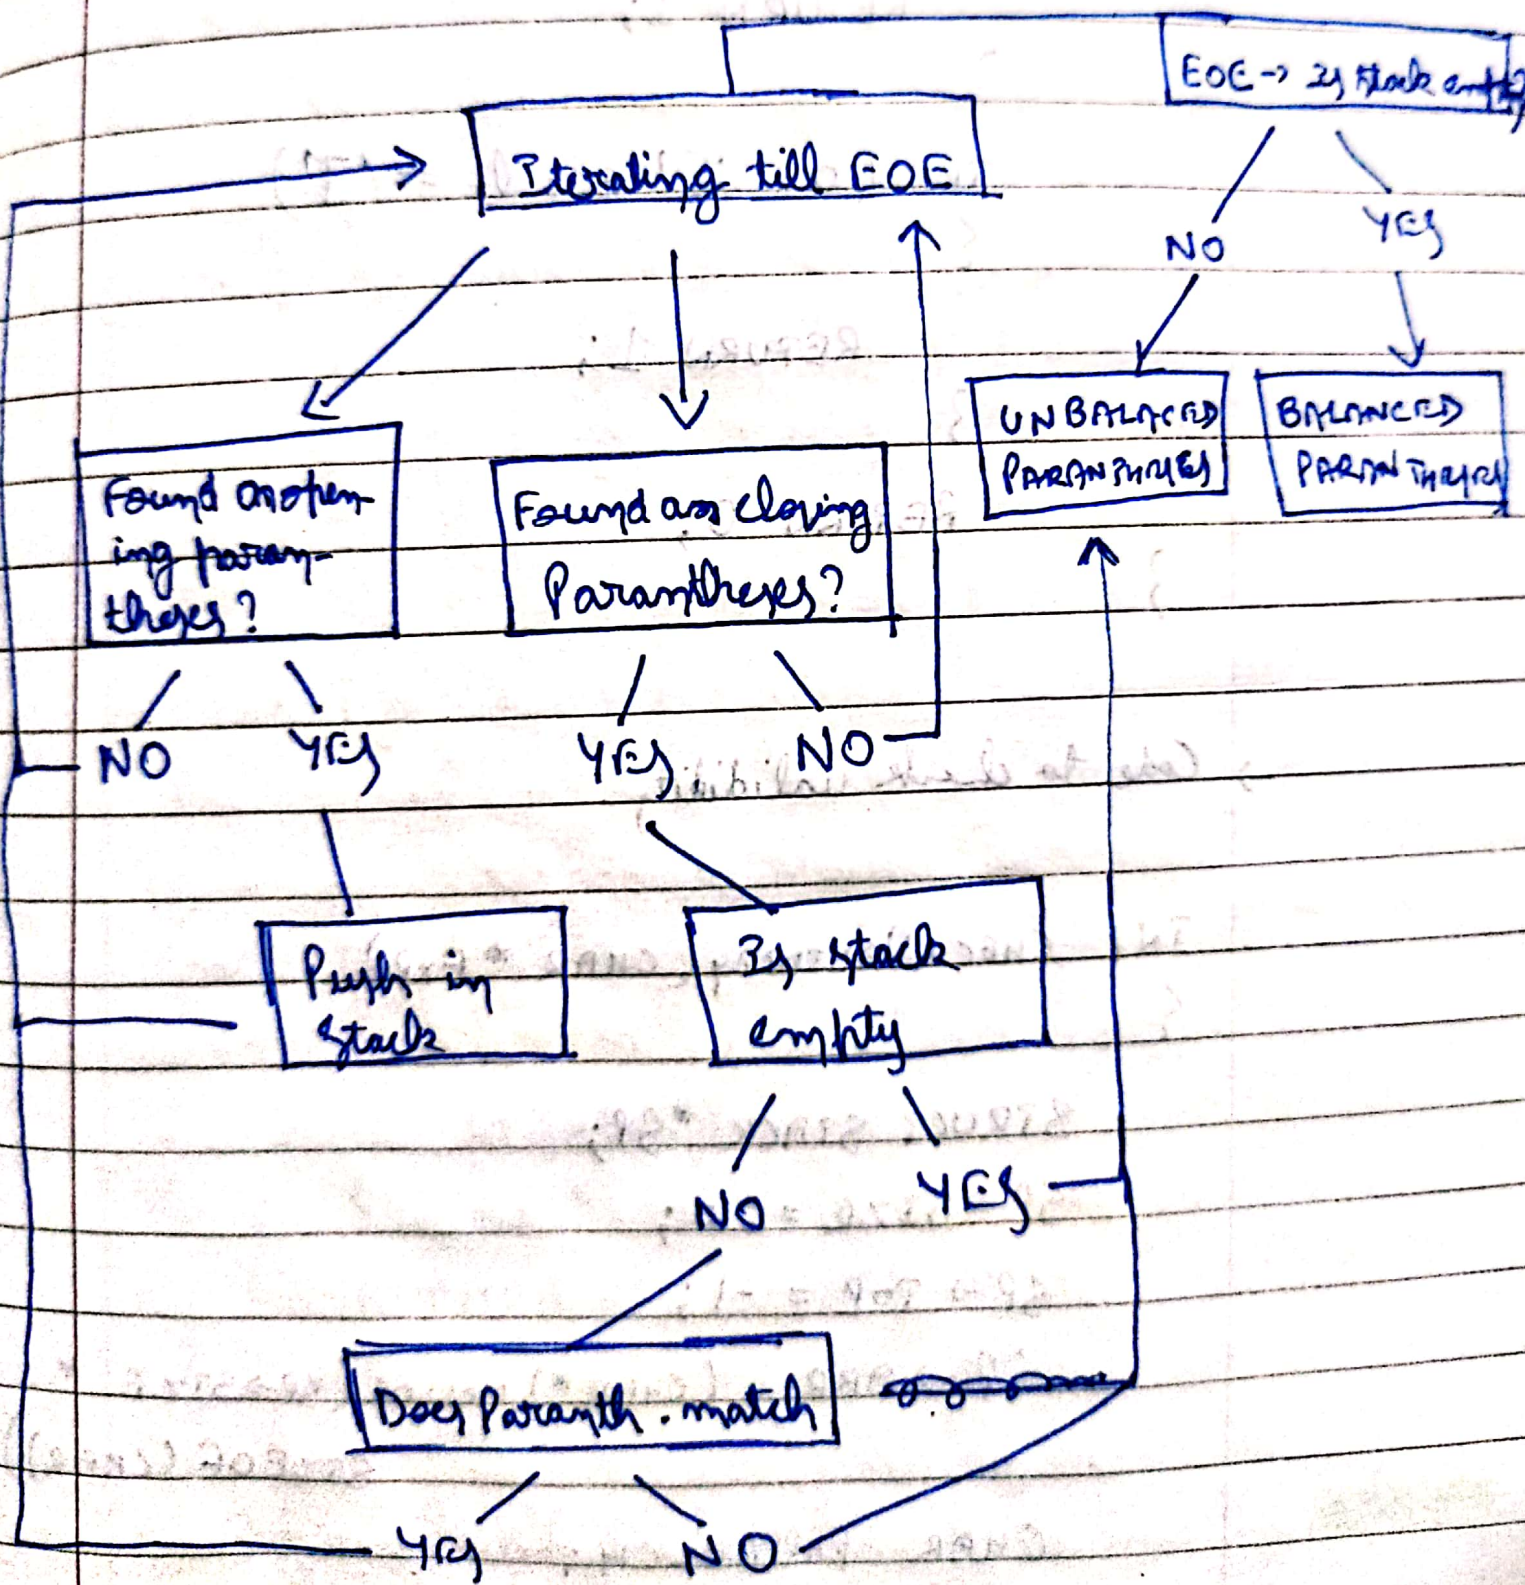 EOE → Is stack empty?
Iterating till EOE
NO
YES
UNBALACED
PARANTHESES
BALANCED
PARANTHESES
Found an open-
ing paran-
theses?
Found an closing
Parantheses?
NO
YES
YES
NO
Push in
stack
Is stack
empty
NO
YES
Does Paranth. match
YES
NO